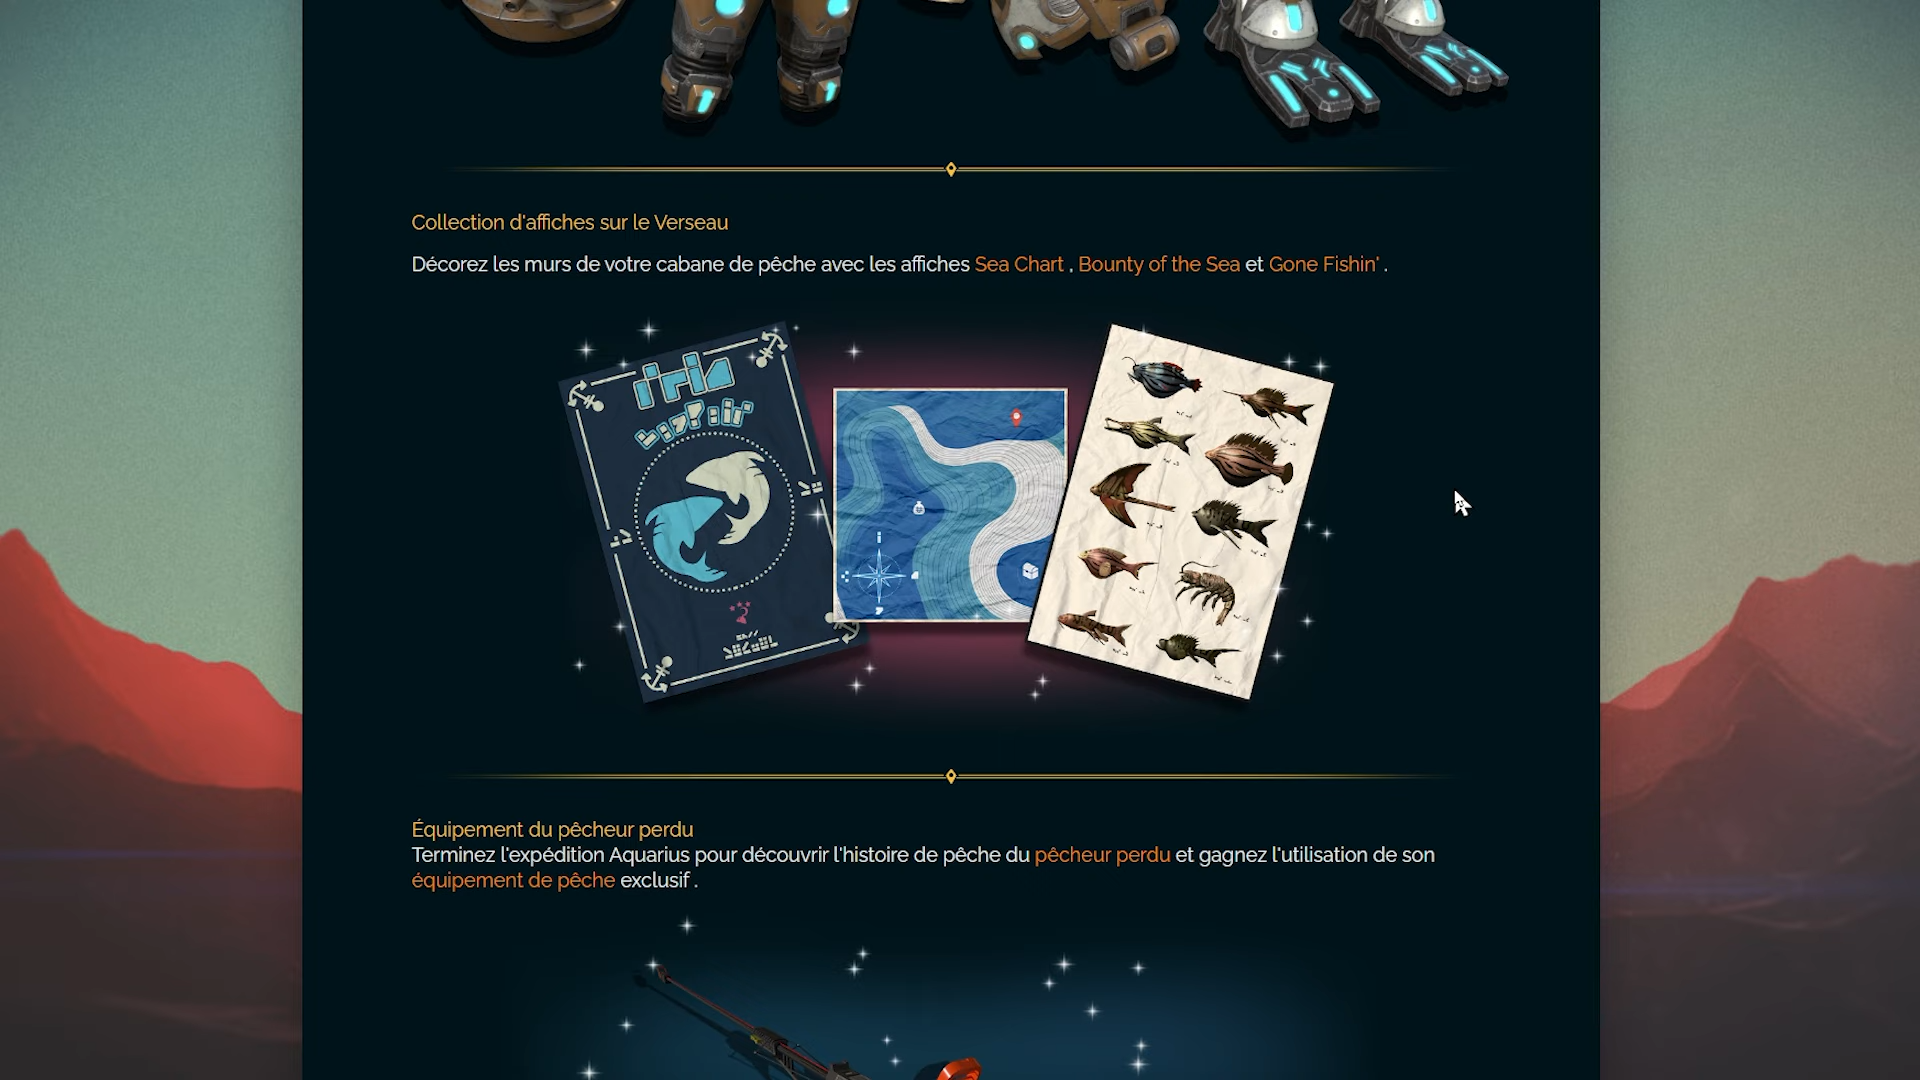 Collection d'affiches sur le Verseau
Décorez les murs de votre cabane de pêche avec les affiches Sea Chart , Bounty of the Sea et Gone Fishin' .
Équipement du pêcheur perdu
Terminez l'expédition Aquarius pour découvrir l'histoire de pêche du pêcheur perdu et gagnez l'utilisation de son
équipement de pêche exclusif .